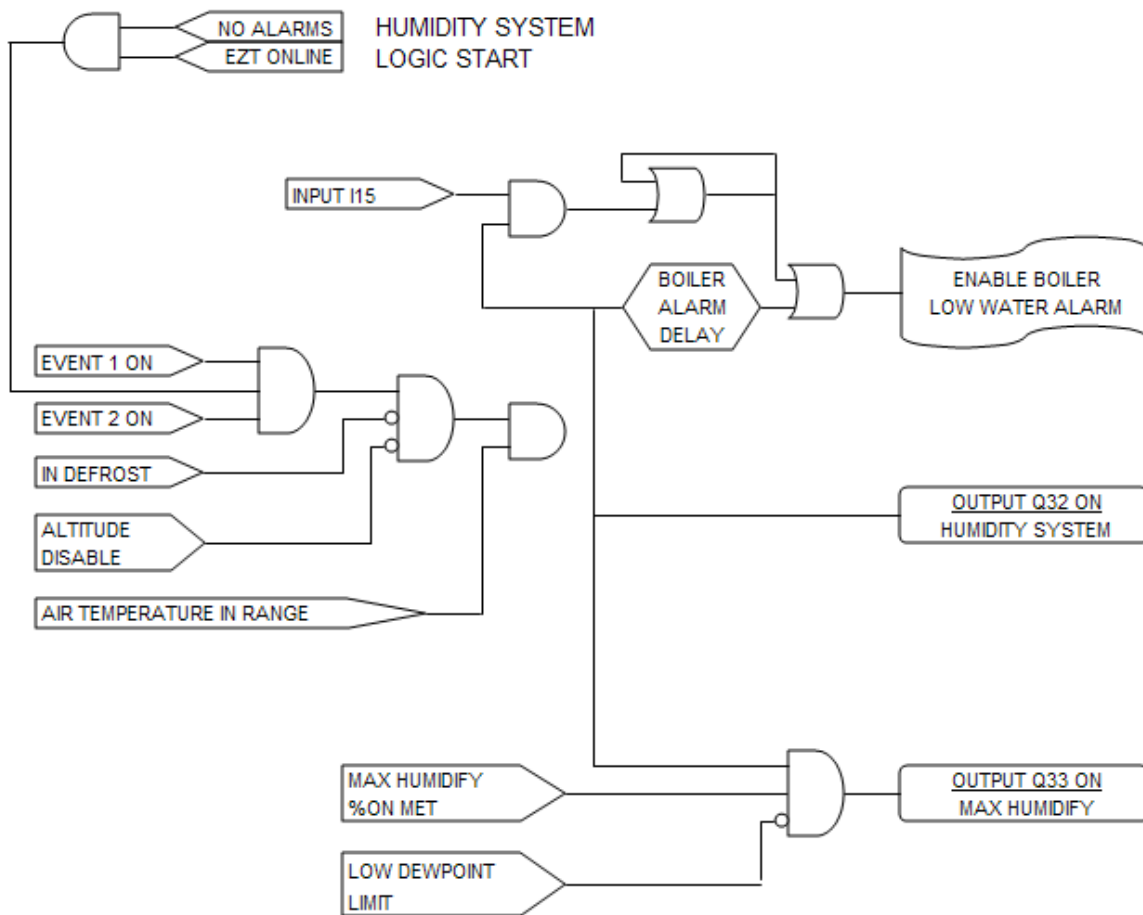 NO ALARMS
EZT ONLINE
HUMIDITY SYSTEM
LOGIC START
INPUT I15
BOILER
ALARM
DELAY
ENABLE BOILER
LOW WATER ALARM
EVENT 1 ON
EVENT 2 ON
IN DEFROST
ALTITUDE
DISABLE
AIR TEMPERATURE IN RANGE
OUTPUT Q32 ON
HUMIDITY SYSTEM
MAX HUMIDIFY
%ON MET
OUTPUT Q33 ON
MAX HUMIDIFY
LOW DEWPOINT
LIMIT